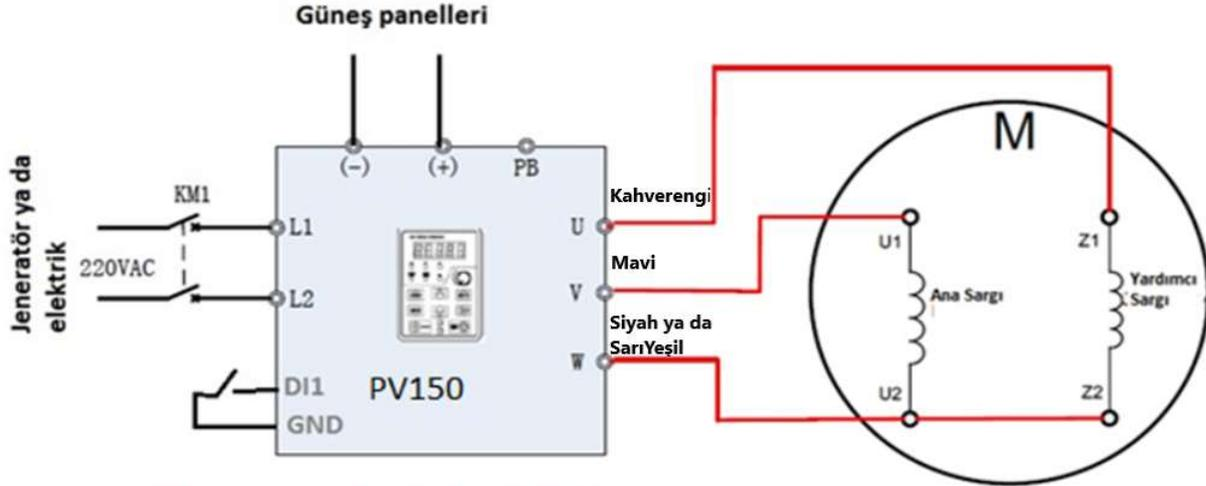 Güneş panelleri
(-)
(+)
PB
Jeneratör ya da
elektrik
KM1
220VAC
L1
L2
DI1
GND
PV150
U
V
W
Kahverengi
Mavi
Siyah ya da
SarıYeşil
M
U1
Z1
Ana Sargı
Yardımcı
Sargı
U2
Z2